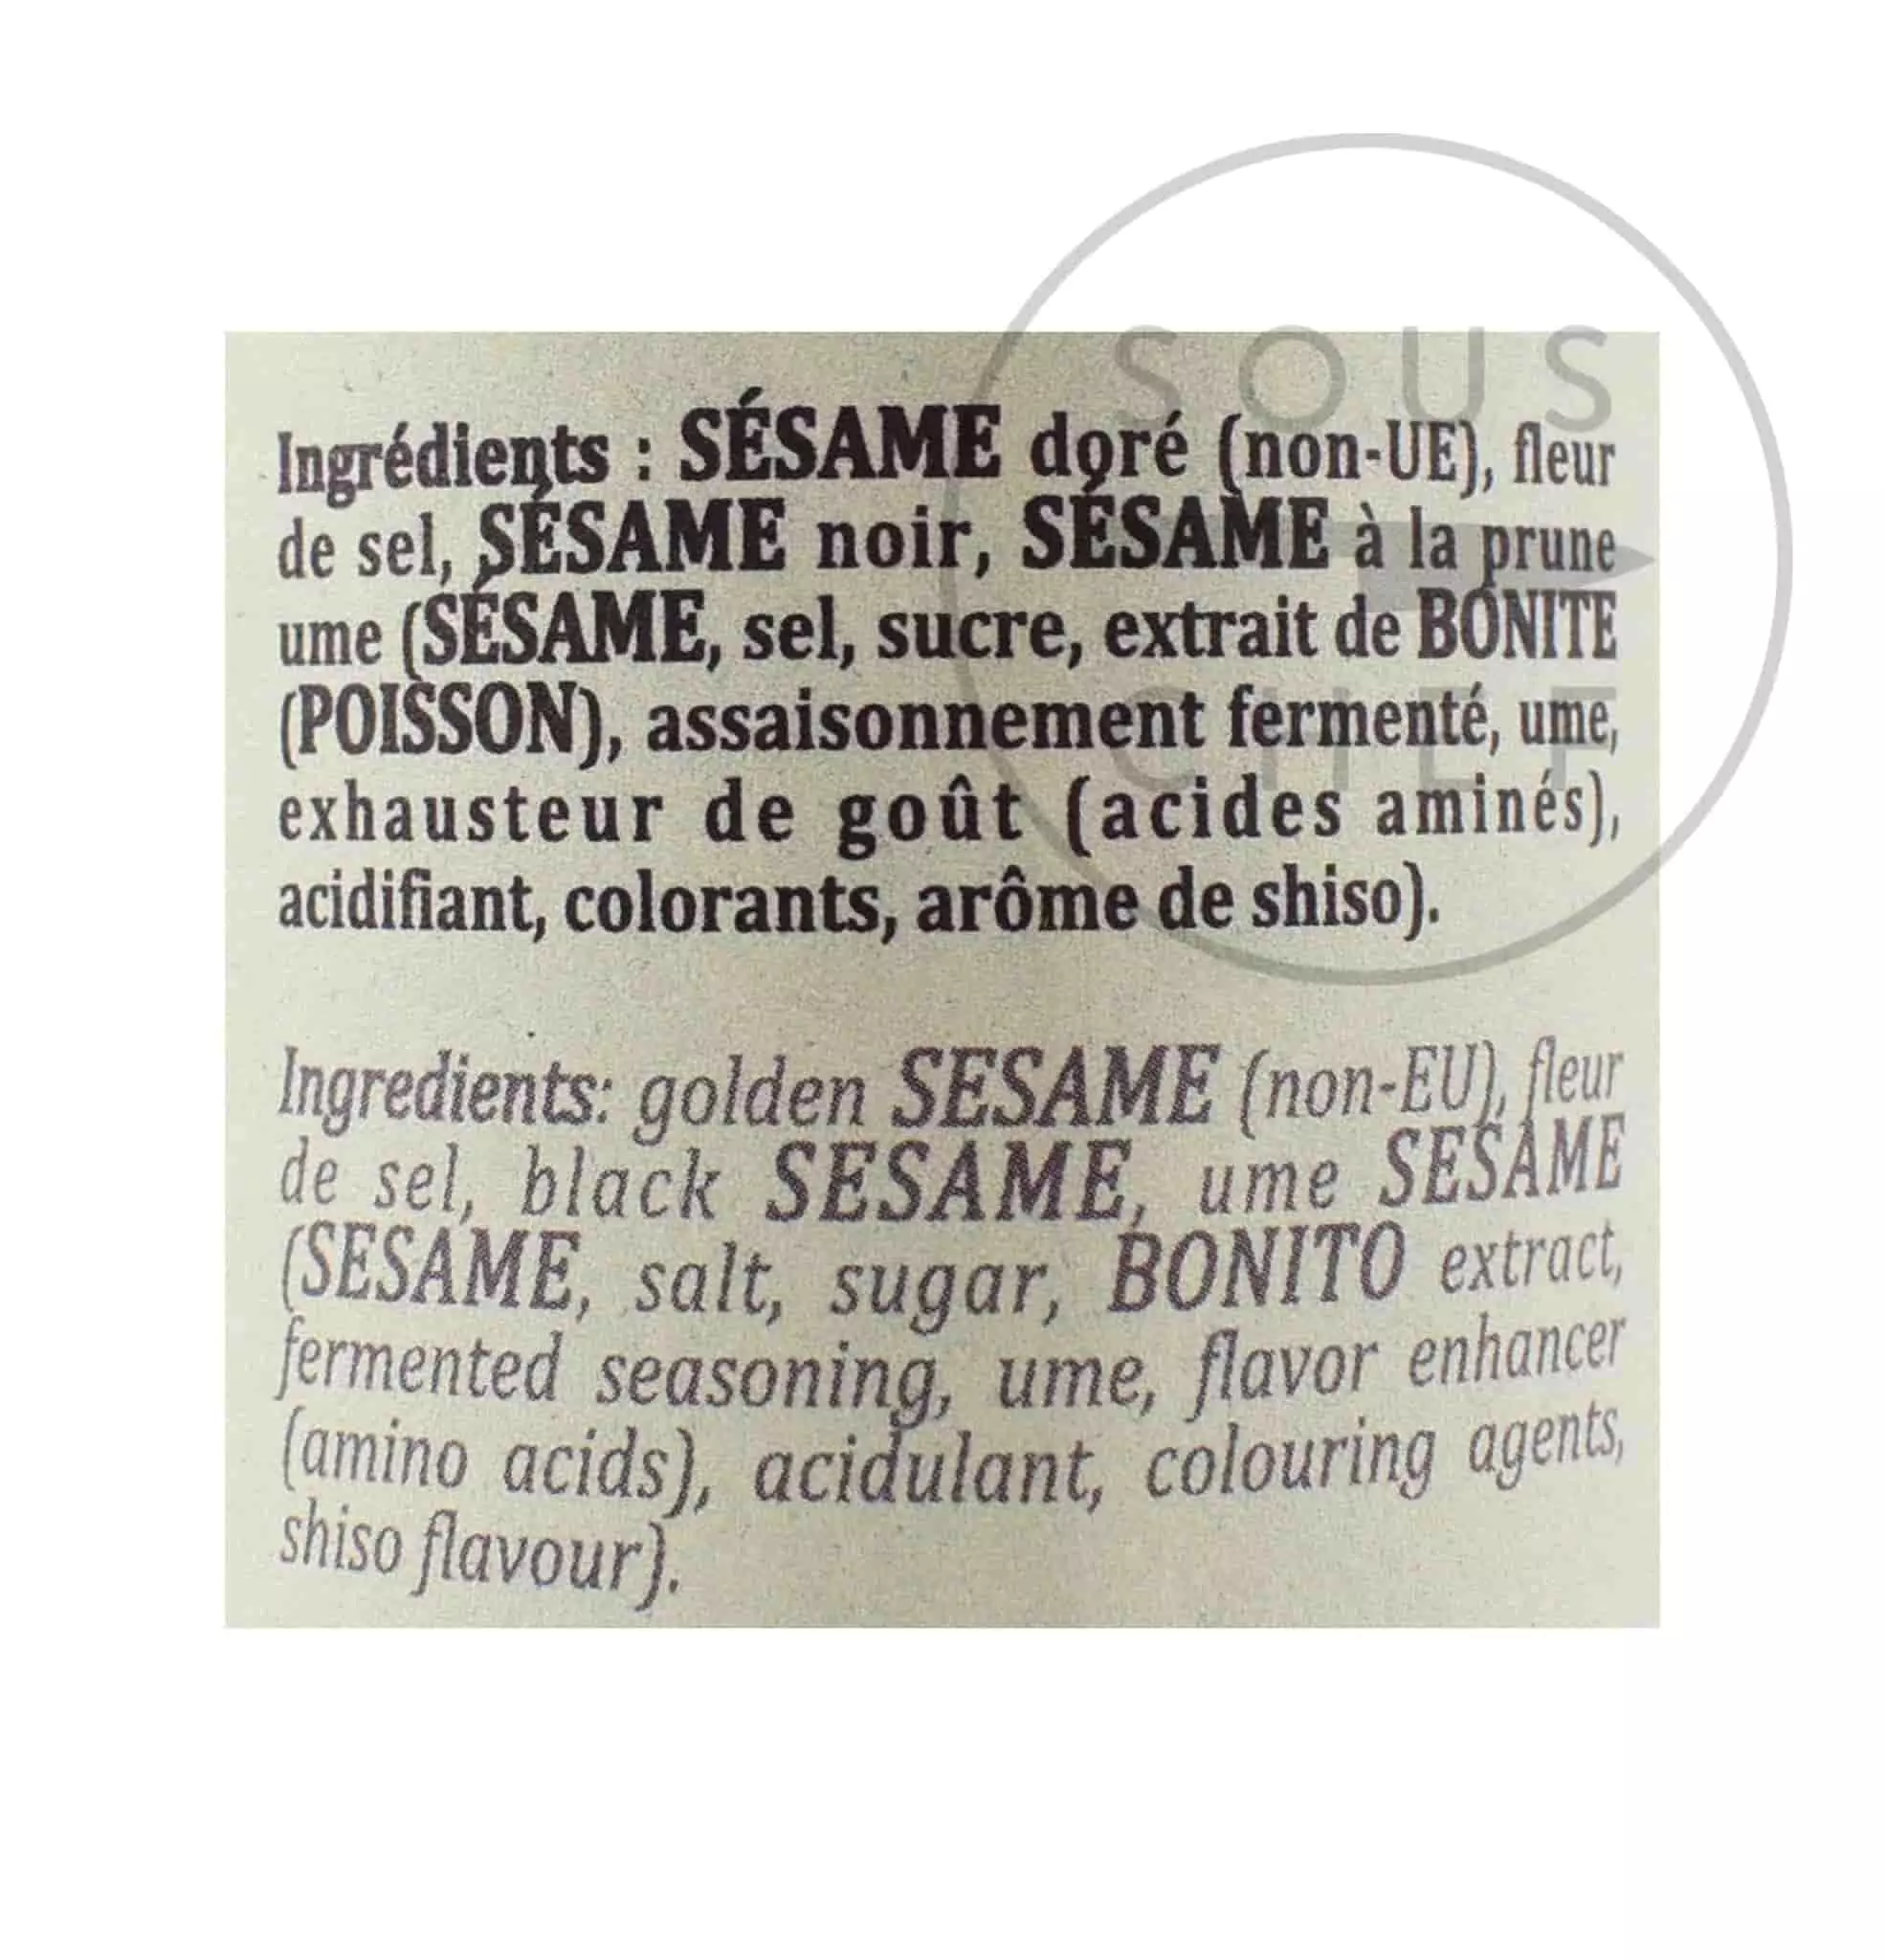 SOUS
CHEF
Ingrédients : SÉSAME doré (non-UE), fleur
de sel, SÉSAME noir, SÉSAME à la prune
ume (SÉSAME, sel, sucre, extrait de BONITE
(POISSON), assaisonnement fermenté, ume,
exhausteur de goût (acides aminés),
acidifiant, colorants, arôme de shiso).
Ingredients: golden SESAME (non-EU), fleur
de sel, black SESAME, ume SESAME
(SESAME, salt, sugar, BONITO extract,
fermented seasoning, ume, flavor enhancer
(amino acids), acidulant, colouring agents,
shiso flavour).